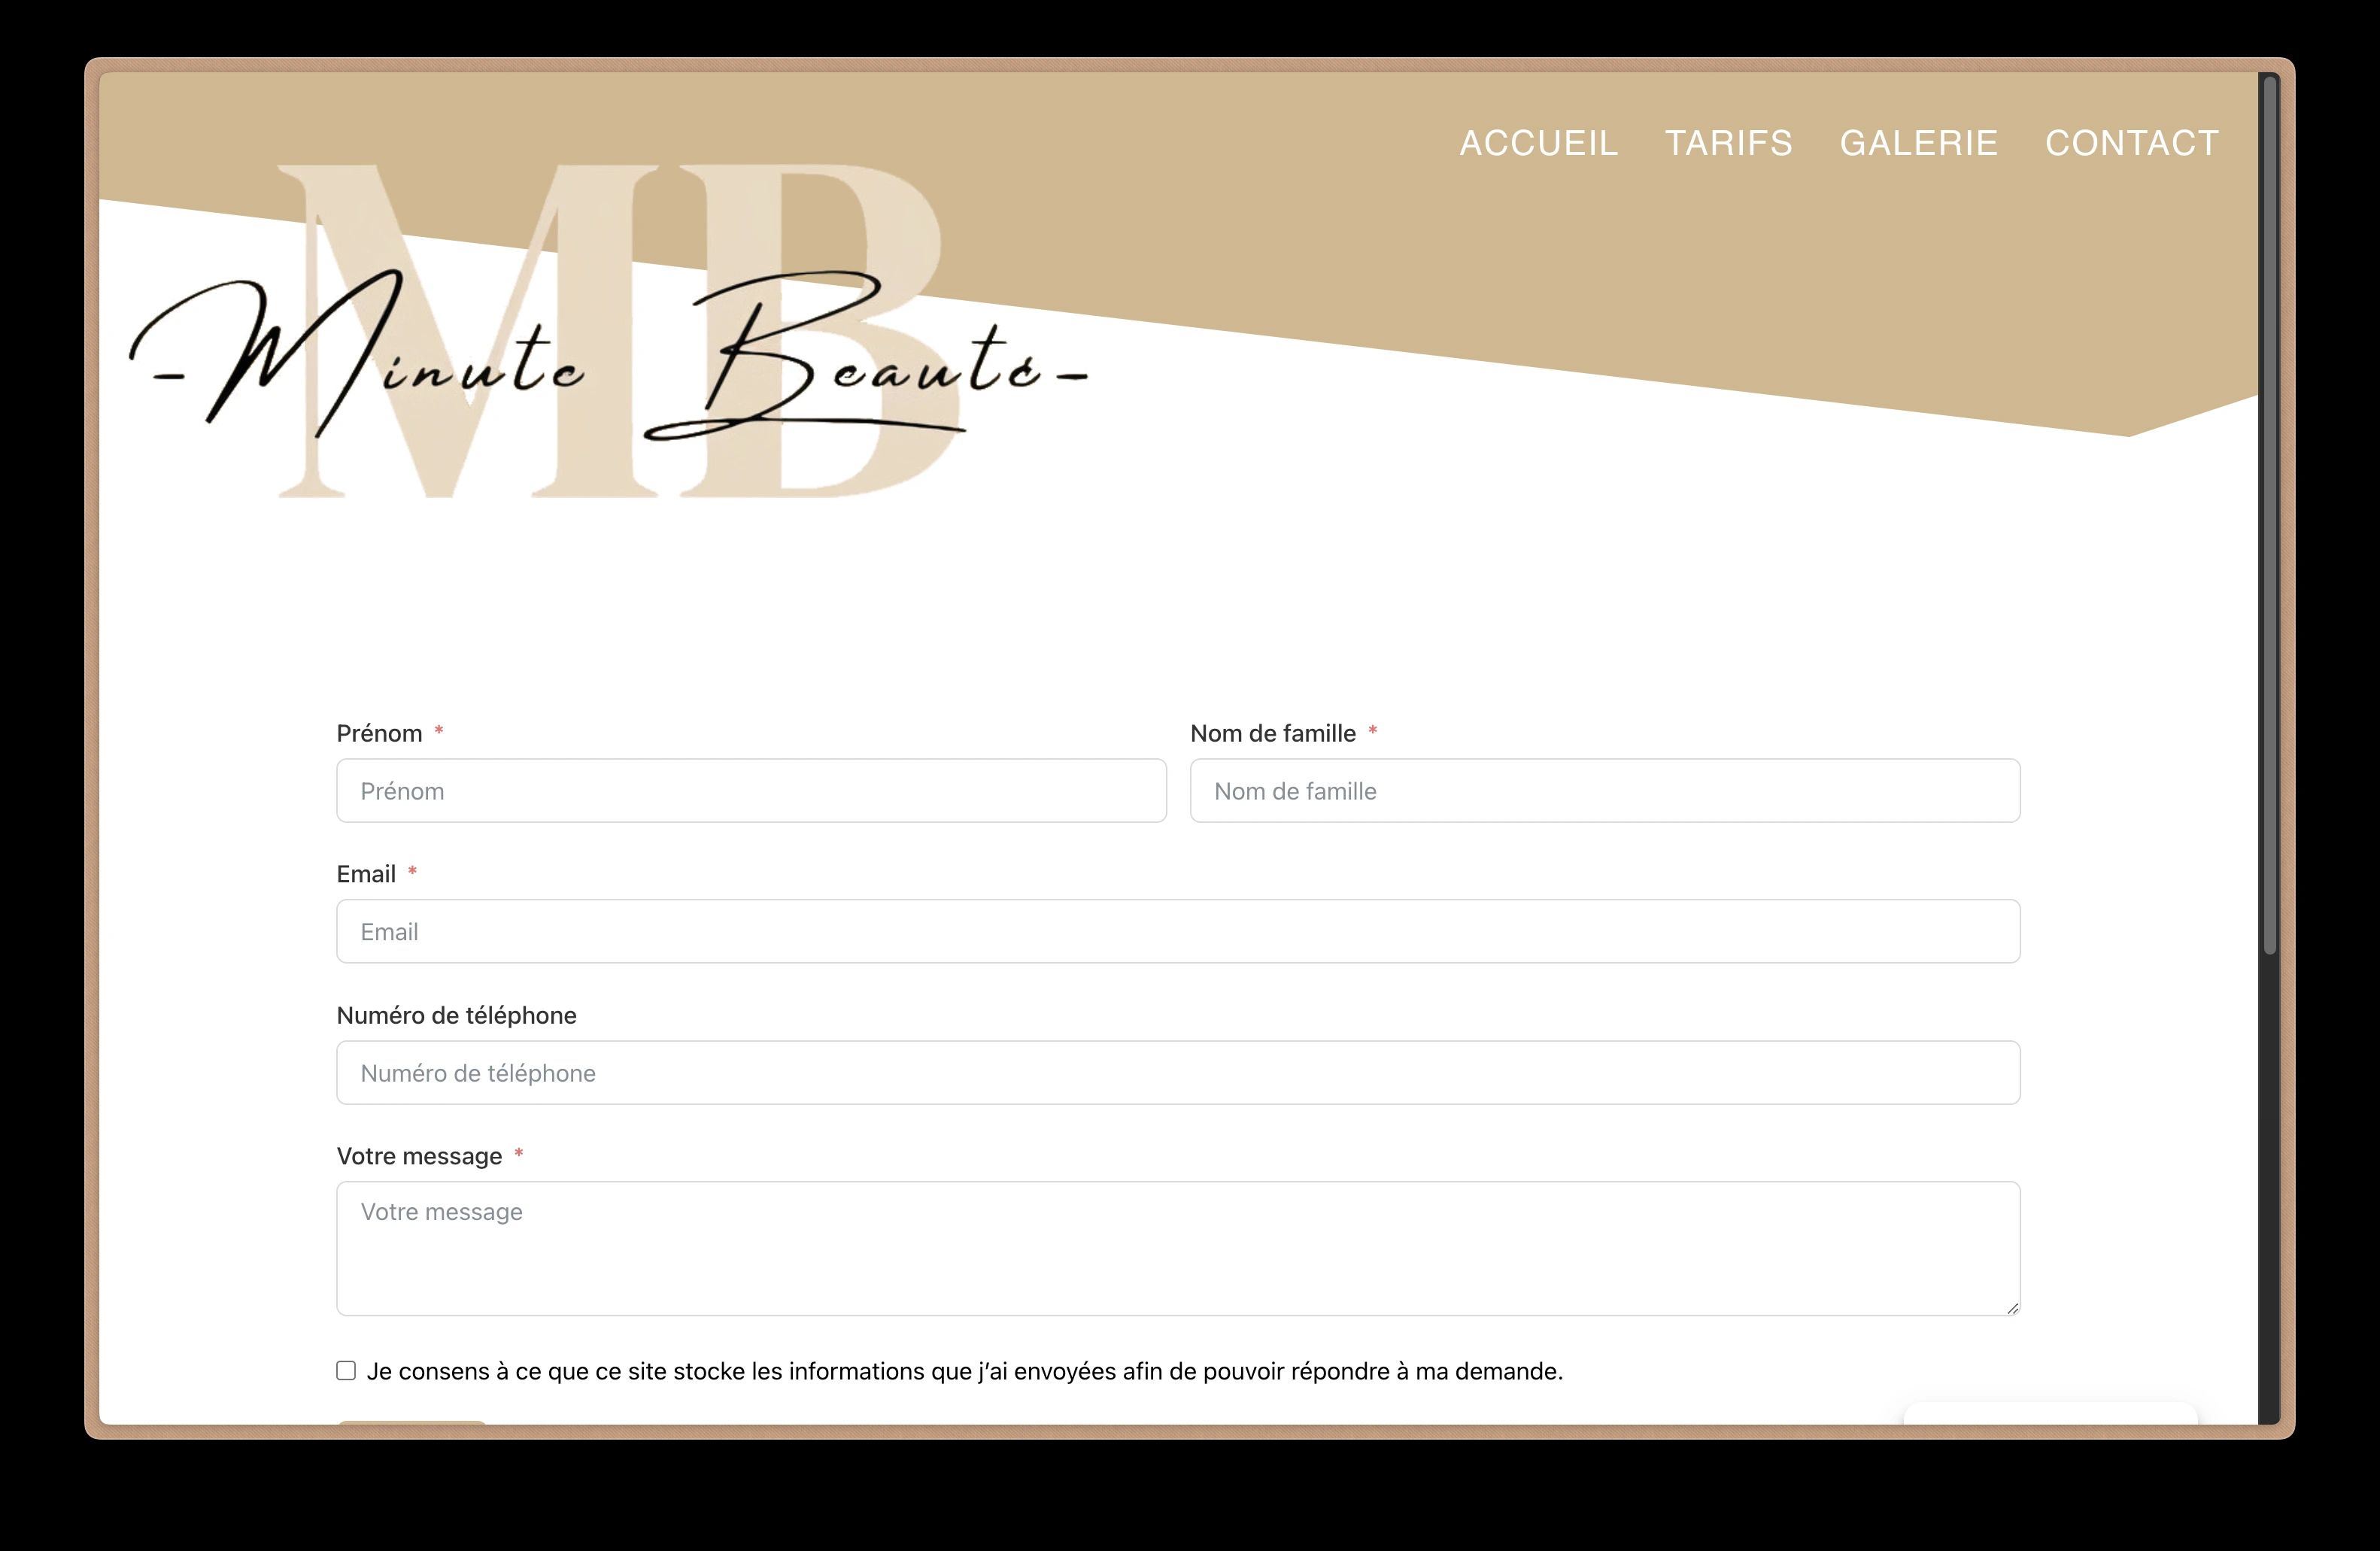 ACCUEIL TARIFS GALERIE CONTACT
MB
-Minute Beauté-
Prénom * Nom de famille *
Prénom Nom de famille
Email *
Email
Numéro de téléphone
Numéro de téléphone
Votre message *
Votre message
Je consens à ce que ce site stocke les informations que j’ai envoyées afin de pouvoir répondre à ma demande.